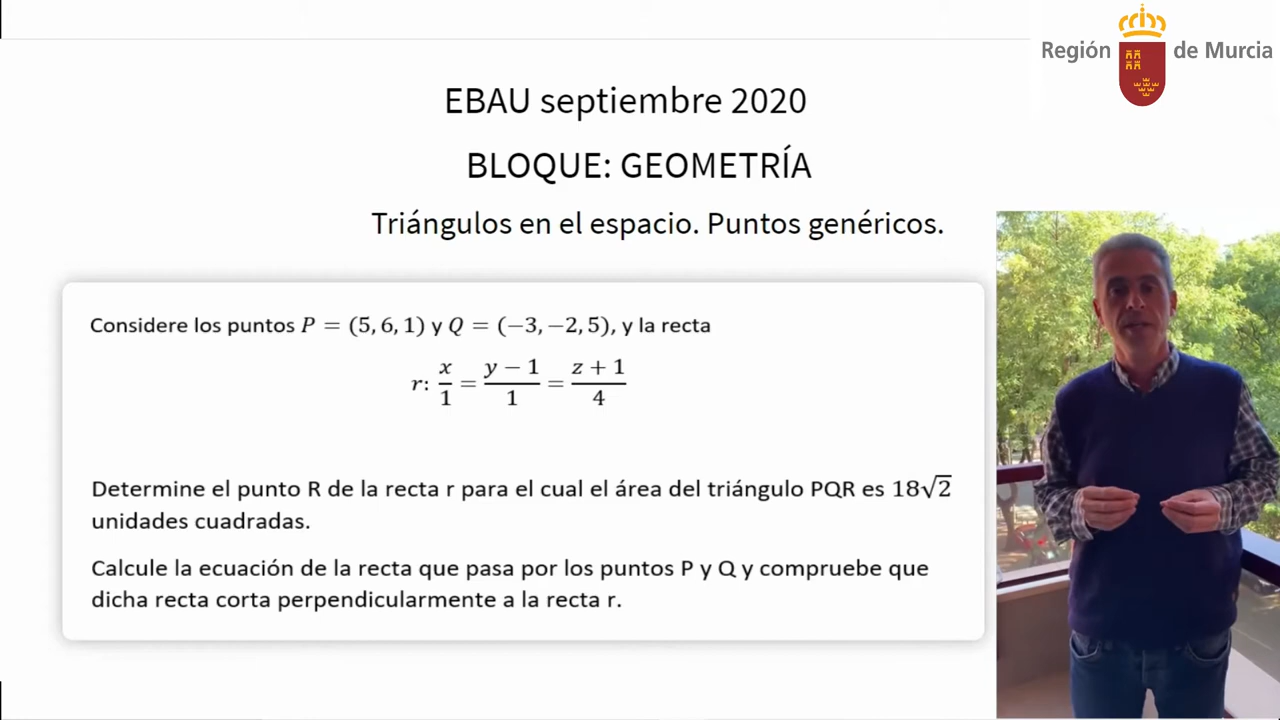 Región de Murcia
EBAU septiembre 2020
BLOQUE: GEOMETRÍA
Triángulos en el espacio. Puntos genéricos.
Considere los puntos P = (5, 6, 1) y Q = (−3, −2, 5), y la recta
r: x/1 = (y − 1)/1 = (z + 1)/4
Determine el punto R de la recta r para el cual el área del triángulo PQR es 18√2
unidades cuadradas.
Calcule la ecuación de la recta que pasa por los puntos P y Q y compruebe que
dicha recta corta perpendicularmente a la recta r.